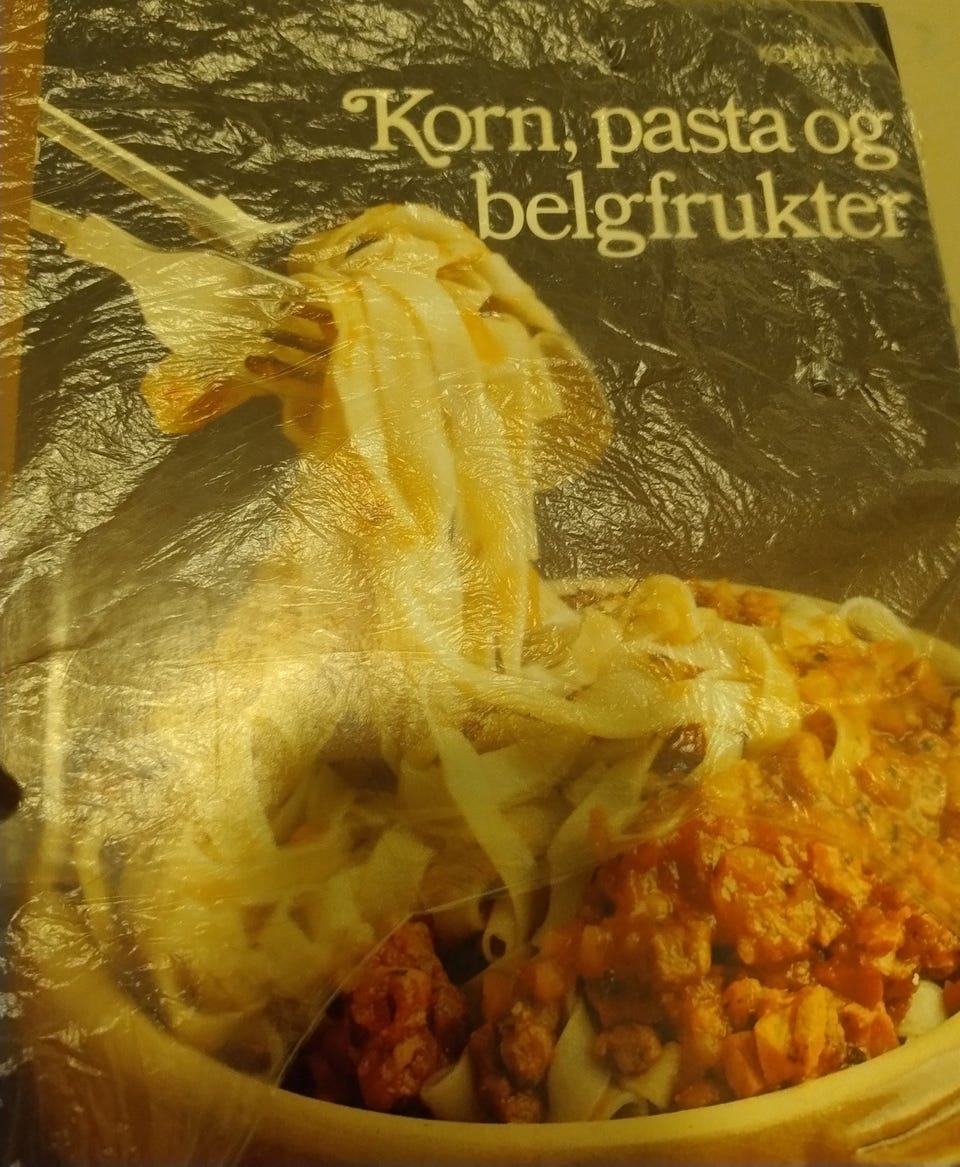 Korn, pasta og
belgfrukter